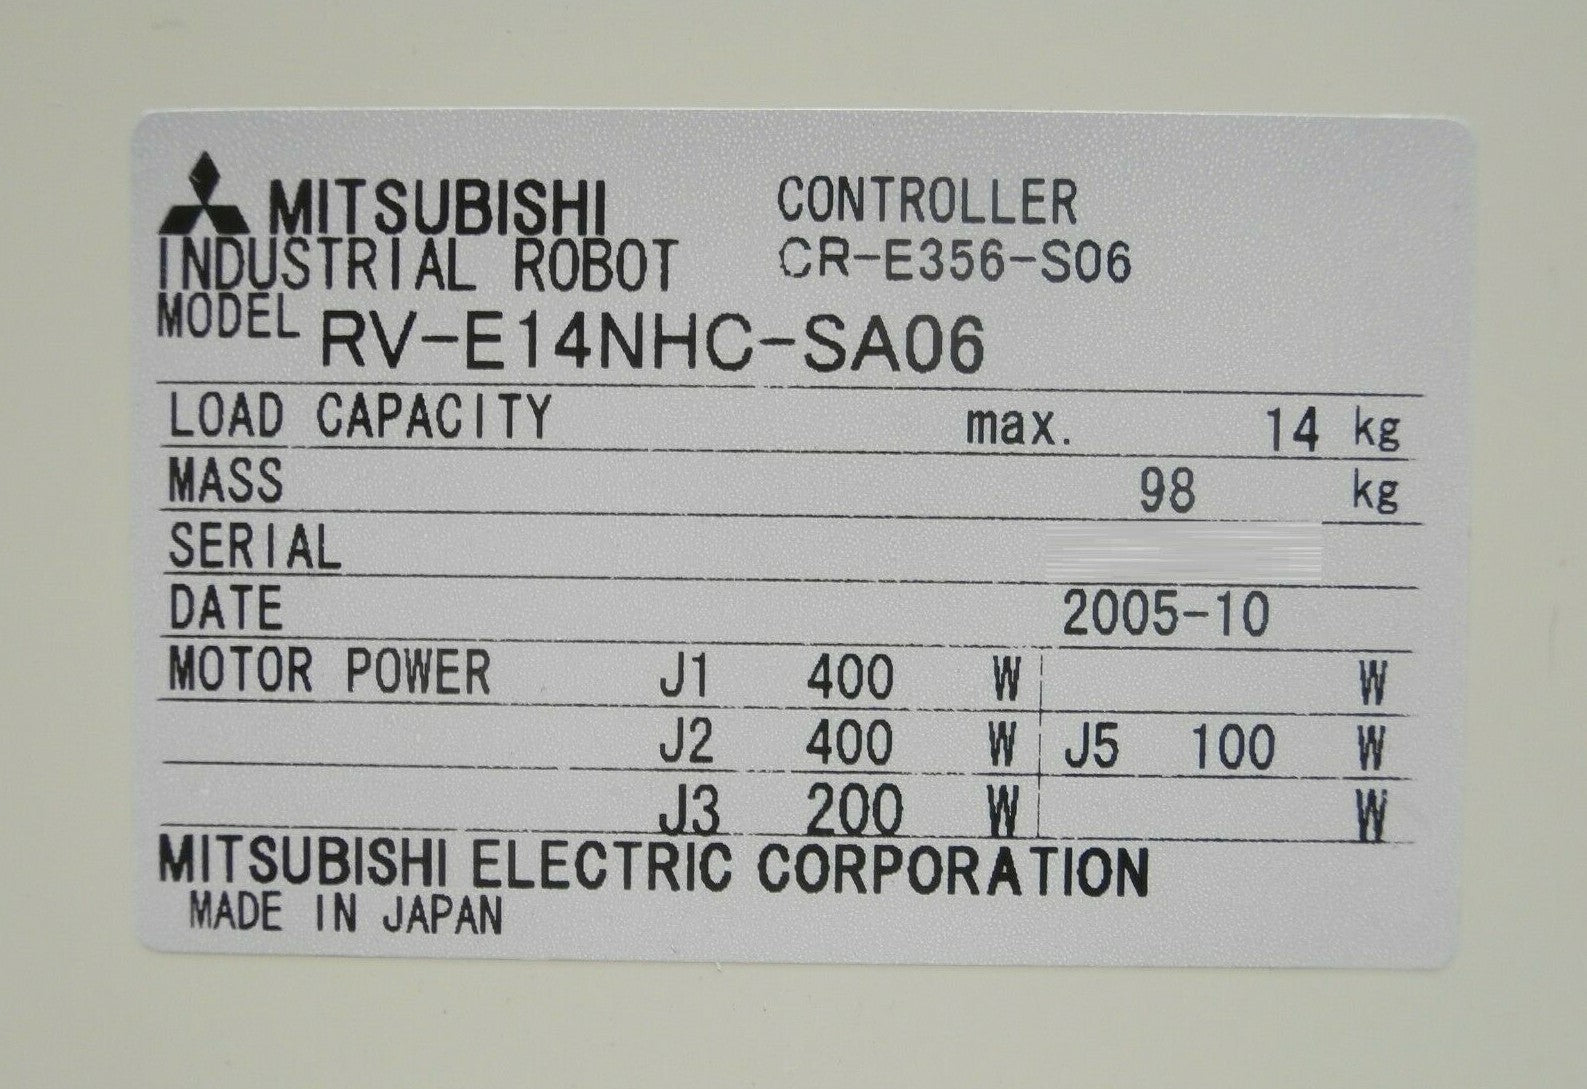 MITSUBISHI
INDUSTRIAL ROBOT
CONTROLLER
CR-E356-S06
MODEL RV-E14NHC-SA06
LOAD CAPACITY max. 14 kg
MASS 98 kg
SERIAL
DATE 2005-10
MOTOR POWER J1 400 W W
J2 400 W J5 100 W
J3 200 W W
MITSUBISHI ELECTRIC CORPORATION
MADE IN JAPAN